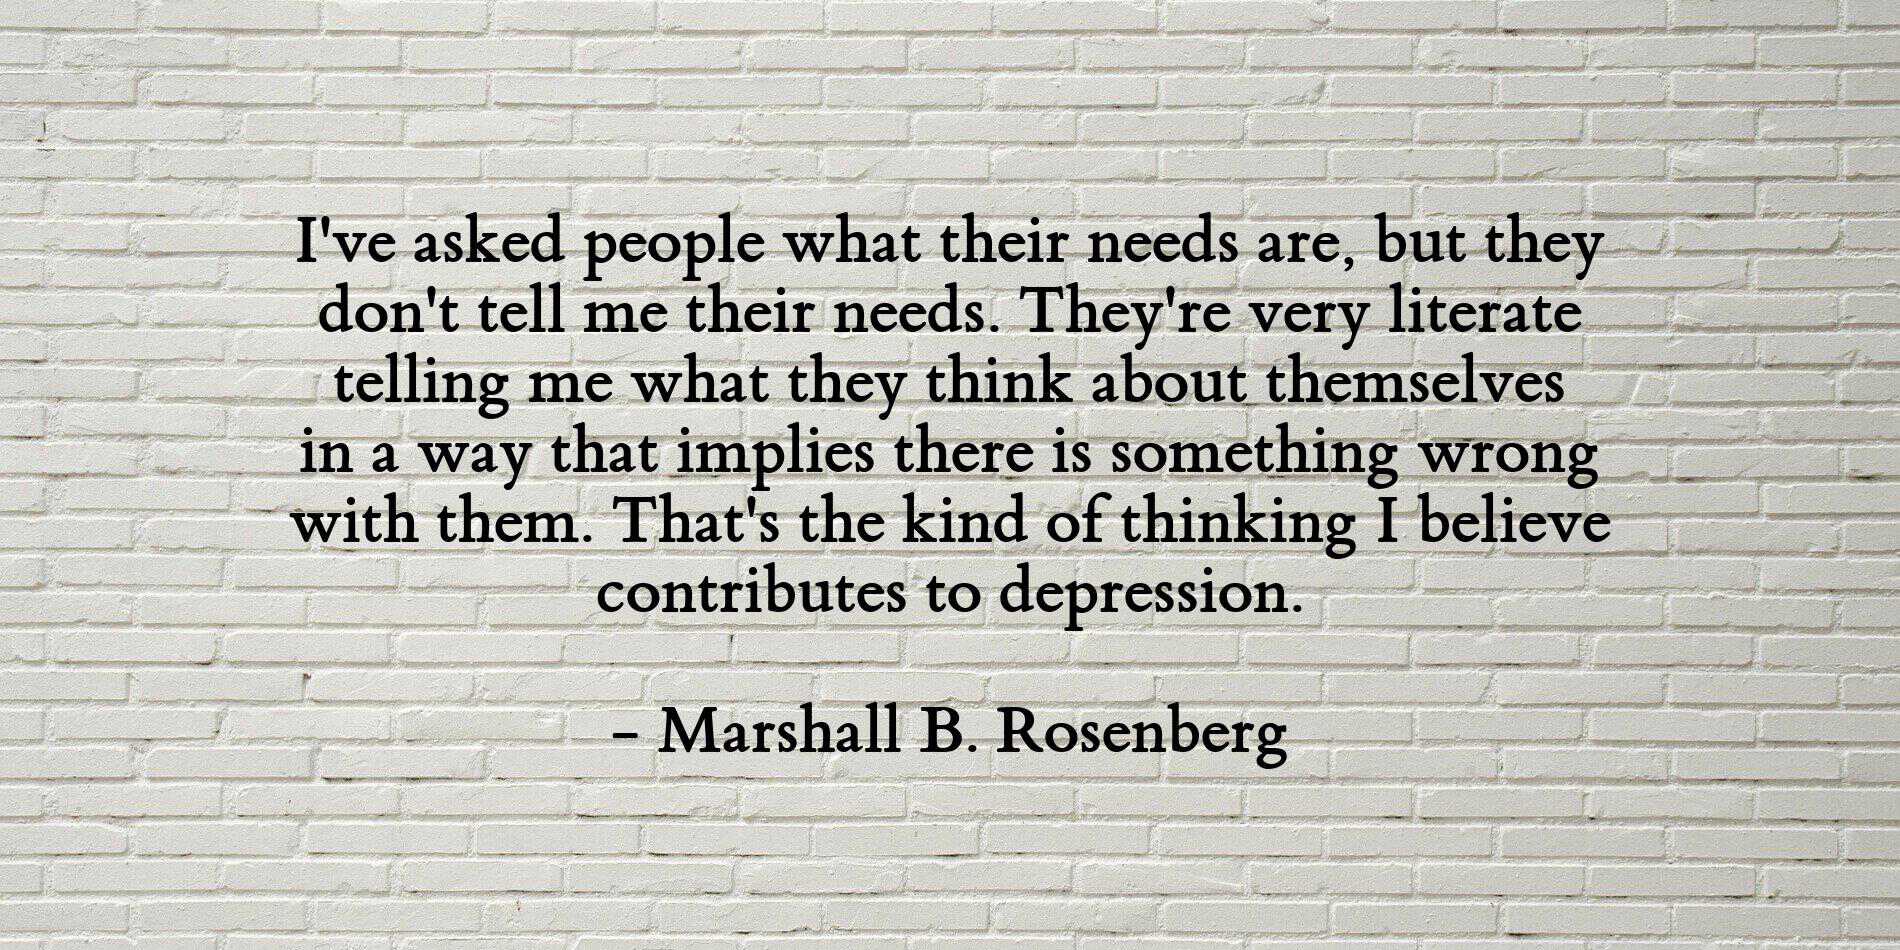 I've asked people what their needs are, but they
don't tell me their needs. They're very literate
telling me what they think about themselves
in a way that implies there is something wrong
with them. That's the kind of thinking I believe
contributes to depression.
– Marshall B. Rosenberg